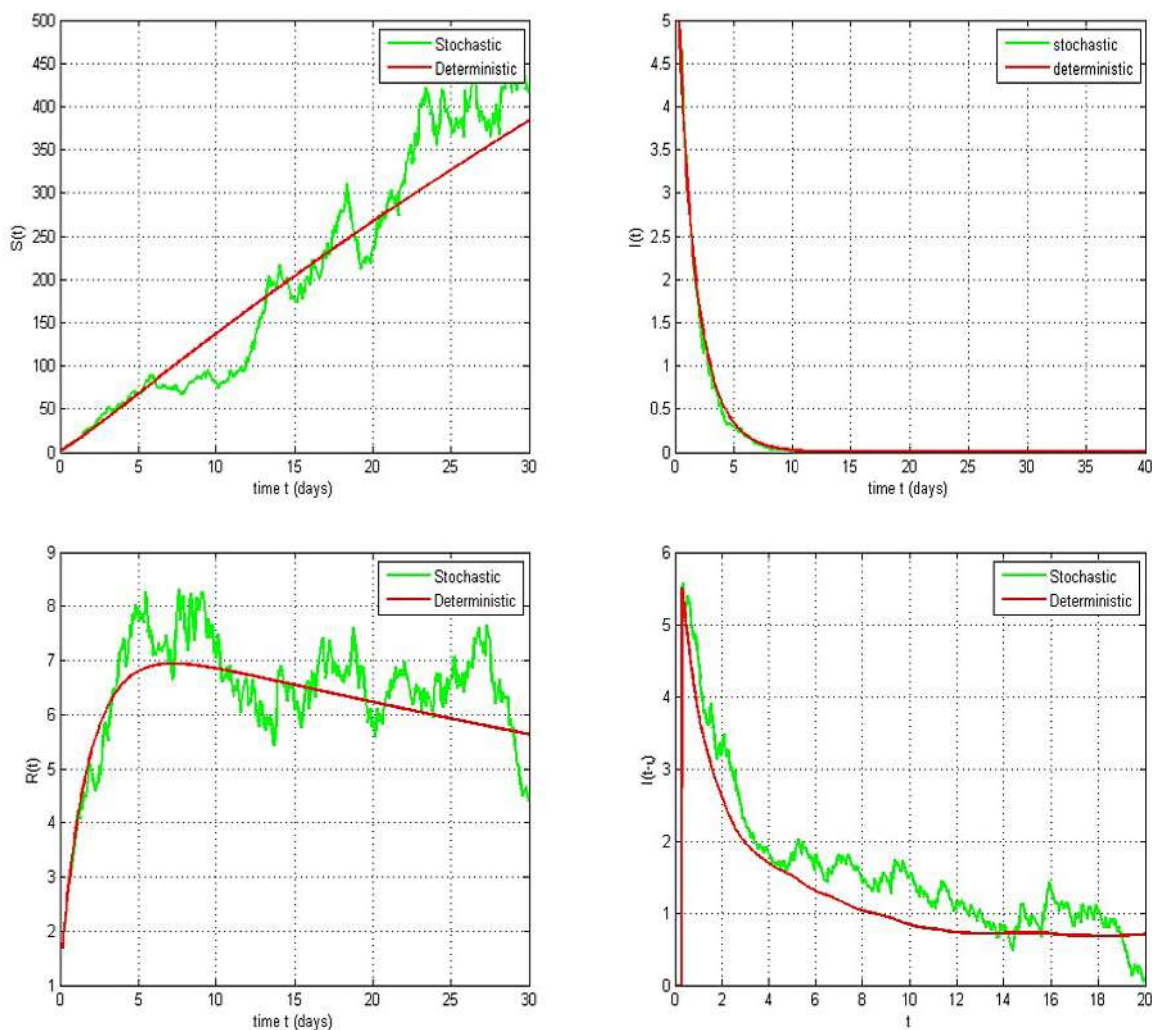 500
450
400
350
300
250
200
150
100
50
0
S(t)
0 5 10 15 20 25 30
time t (days)
Stochastic
Deterministic
5
4.5
4
3.5
3
2.5
2
1.5
1
0.5
0
I(t)
0 5 10 15 20 25 30 35 40
time t (days)
stochastic
deterministic
9
8
7
6
5
4
3
2
1
R(t)
0 5 10 15 20 25 30
time t (days)
Stochastic
Deterministic
6
5
4
3
2
1
0
I(t-ι)
0 2 4 6 8 10 12 14 16 18 20
t
Stochastic
Deterministic